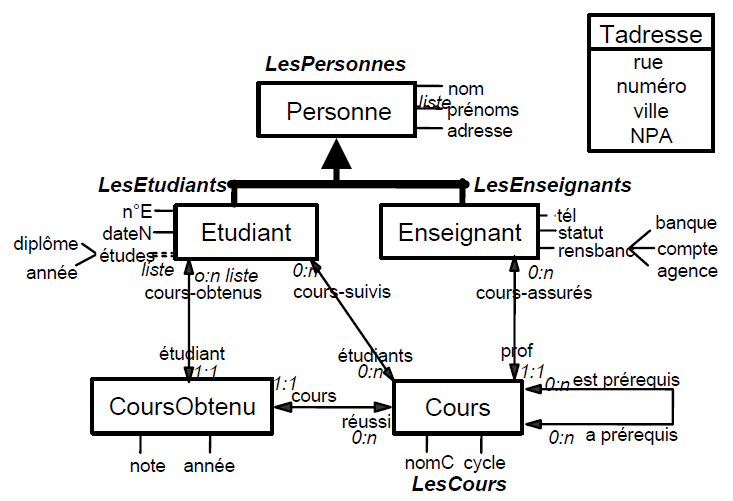 Tadresse
rue
numéro
ville
NPA
LesPersonnes
Personne
nom
liste
prénoms
adresse
LesEtudiants
LesEnseignants
n°E
dateN
diplôme
études
année
liste
Etudiant
Enseignant
tél
statut
rensbanc
banque
compte
agence
o:n liste
cours-obtenus
0:n
cours-suivis
0:n
cours-assurés
étudiant
1:1
étudiants
0:n
prof
1:1
1:1
cours
réussi
0:n
CoursObtenu
Cours
0:n
est prérequis
0:n
a prérequis
note
année
nomC
cycle
LesCours